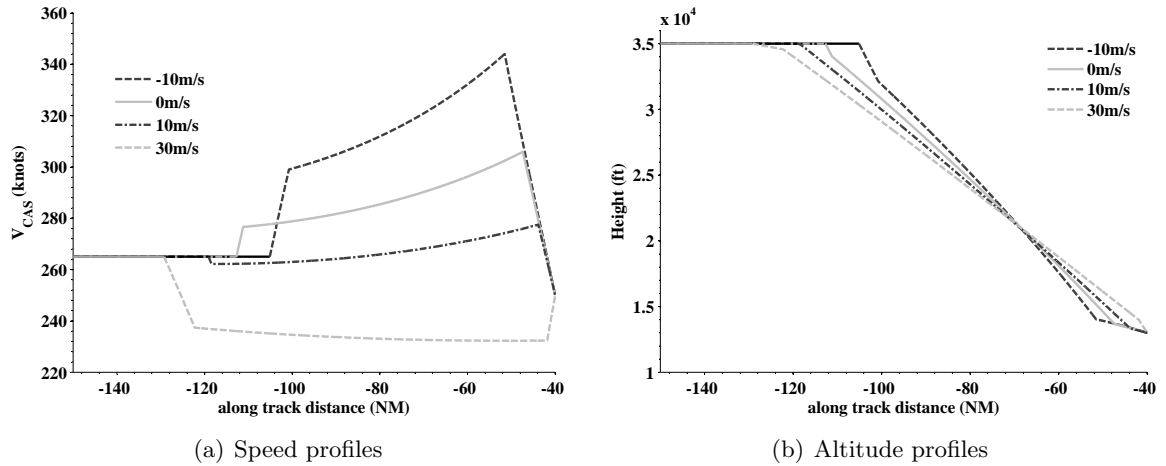 360
340
320
300
280
260
240
220
V_CAS (knots)
-10m/s
0m/s
10m/s
30m/s
-140 -120 -100 -80 -60 -40
along track distance (NM)
(a) Speed profiles
x 10^4
3.5
3
2.5
2
1.5
1
Height (ft)
-10m/s
0m/s
10m/s
30m/s
-140 -120 -100 -80 -60 -40
along track distance (NM)
(b) Altitude profiles